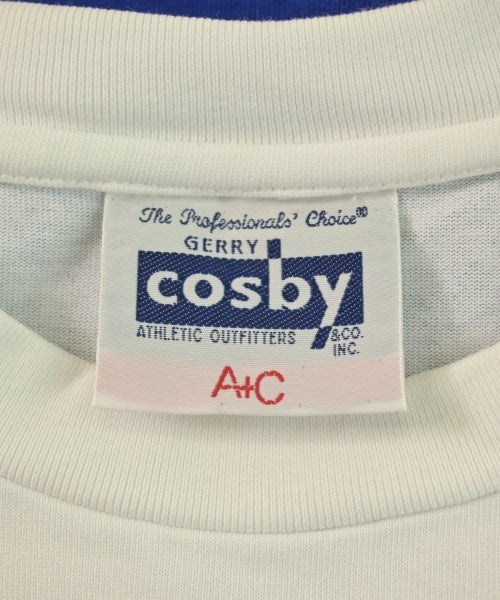 The Professionals' Choice®
GERRY
cosby
ATHLETIC OUTFITTERS &CO.
INC.
A+C